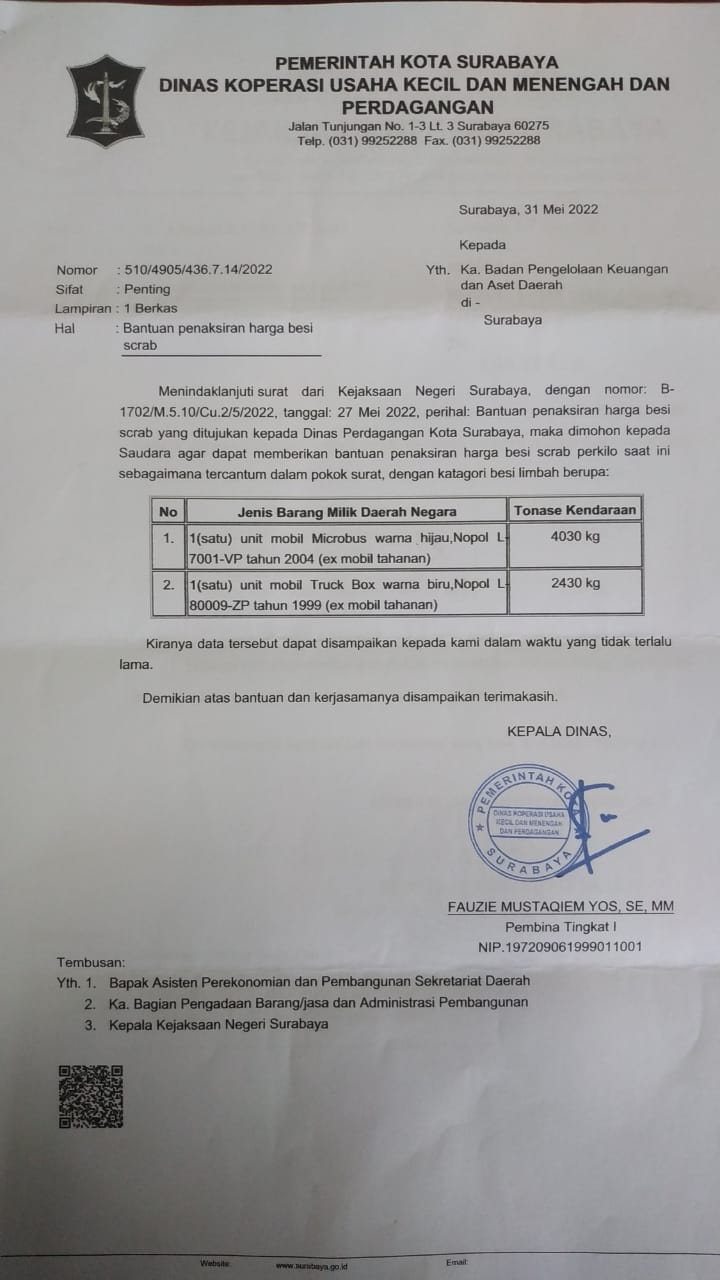 PEMERINTAH KOTA SURABAYA
DINAS KOPERASI USAHA KECIL DAN MENENGAH DAN
PERDAGANGAN
Jalan Tunjungan No. 1-3 Lt. 3 Surabaya 60275
Telp. (031) 99252288 Fax. (031) 99252288
Surabaya, 31 Mei 2022
Kepada
Nomor : 510/4905/436.7.14/2022
Sifat : Penting
Lampiran : 1 Berkas
Hal : Bantuan penaksiran harga besi
scrab
Yth. Ka. Badan Pengelolaan Keuangan
dan Aset Daerah
di -
Surabaya
Menindaklanjuti surat dari Kejaksaan Negeri Surabaya, dengan nomor: B-
1702/M.5.10/Cu.2/5/2022, tanggal: 27 Mei 2022, perihal: Bantuan penaksiran harga besi
scrab yang ditujukan kepada Dinas Perdagangan Kota Surabaya, maka dimohon kepada
Saudara agar dapat memberikan bantuan penaksiran harga besi scrab perkilo saat ini
sebagaimana tercantum dalam pokok surat, dengan katagori besi limbah berupa:
No Jenis Barang Milik Daerah Negara Tonase Kendaraan
1. 1(satu) unit mobil Microbus warna hijau,Nopol L- 4030 kg
7001-VP tahun 2004 (ex mobil tahanan)
2. 1(satu) unit mobil Truck Box warna biru,Nopol L- 2430 kg
80009-ZP tahun 1999 (ex mobil tahanan)
Kiranya data tersebut dapat disampaikan kepada kami dalam waktu yang tidak terlalu
lama.
Demikian atas bantuan dan kerjasamanya disampaikan terimakasih.
KEPALA DINAS,
PEMERINTAH KOTA
DINAS KOPERASI USAHA
KECIL DAN MENENGAH
DAN PERDAGANGAN
SURABAYA
FAUZIE MUSTAQIEM YOS, SE, MM
Pembina Tingkat I
NIP.197209061999011001
Tembusan:
Yth. 1. Bapak Asisten Perekonomian dan Pembangunan Sekretariat Daerah
2. Ka. Bagian Pengadaan Barang/jasa dan Administrasi Pembangunan
3. Kepala Kejaksaan Negeri Surabaya
Website: www.surabaya.go.id Email: